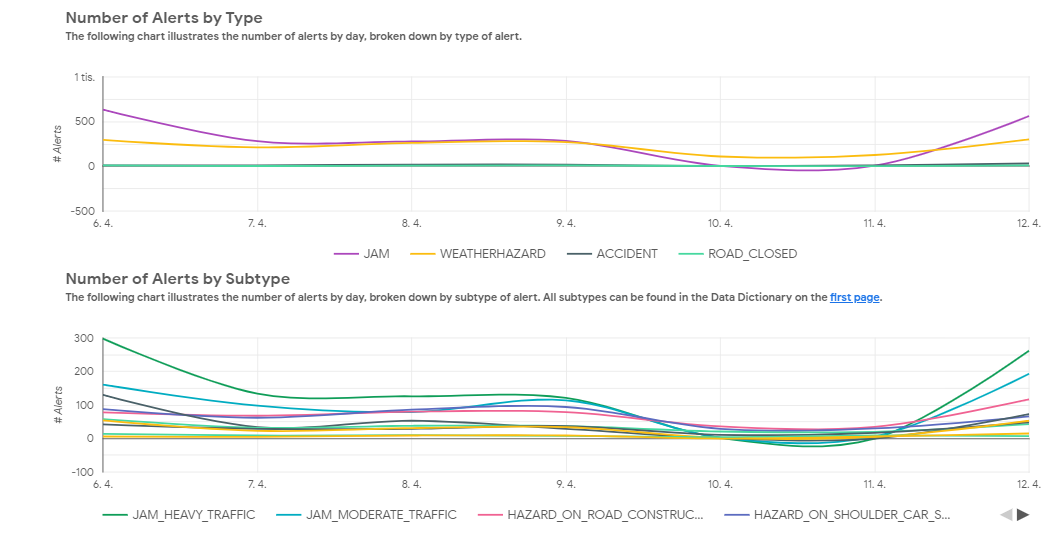 Number of Alerts by Type
The following chart illustrates the number of alerts by day, broken down by type of alert.
# Alerts
1 tis.
500
0
-500
6. 4.
7. 4.
8. 4.
9. 4.
10. 4.
11. 4.
12. 4.
JAM
WEATHERHAZARD
ACCIDENT
ROAD_CLOSED
Number of Alerts by Subtype
The following chart illustrates the number of alerts by day, broken down by subtype of alert. All subtypes can be found in the Data Dictionary on the first page.
# Alerts
300
200
100
0
-100
6. 4.
7. 4.
8. 4.
9. 4.
10. 4.
11. 4.
12. 4.
JAM_HEAVY_TRAFFIC
JAM_MODERATE_TRAFFIC
HAZARD_ON_ROAD_CONSTRUC...
HAZARD_ON_SHOULDER_CAR_S...